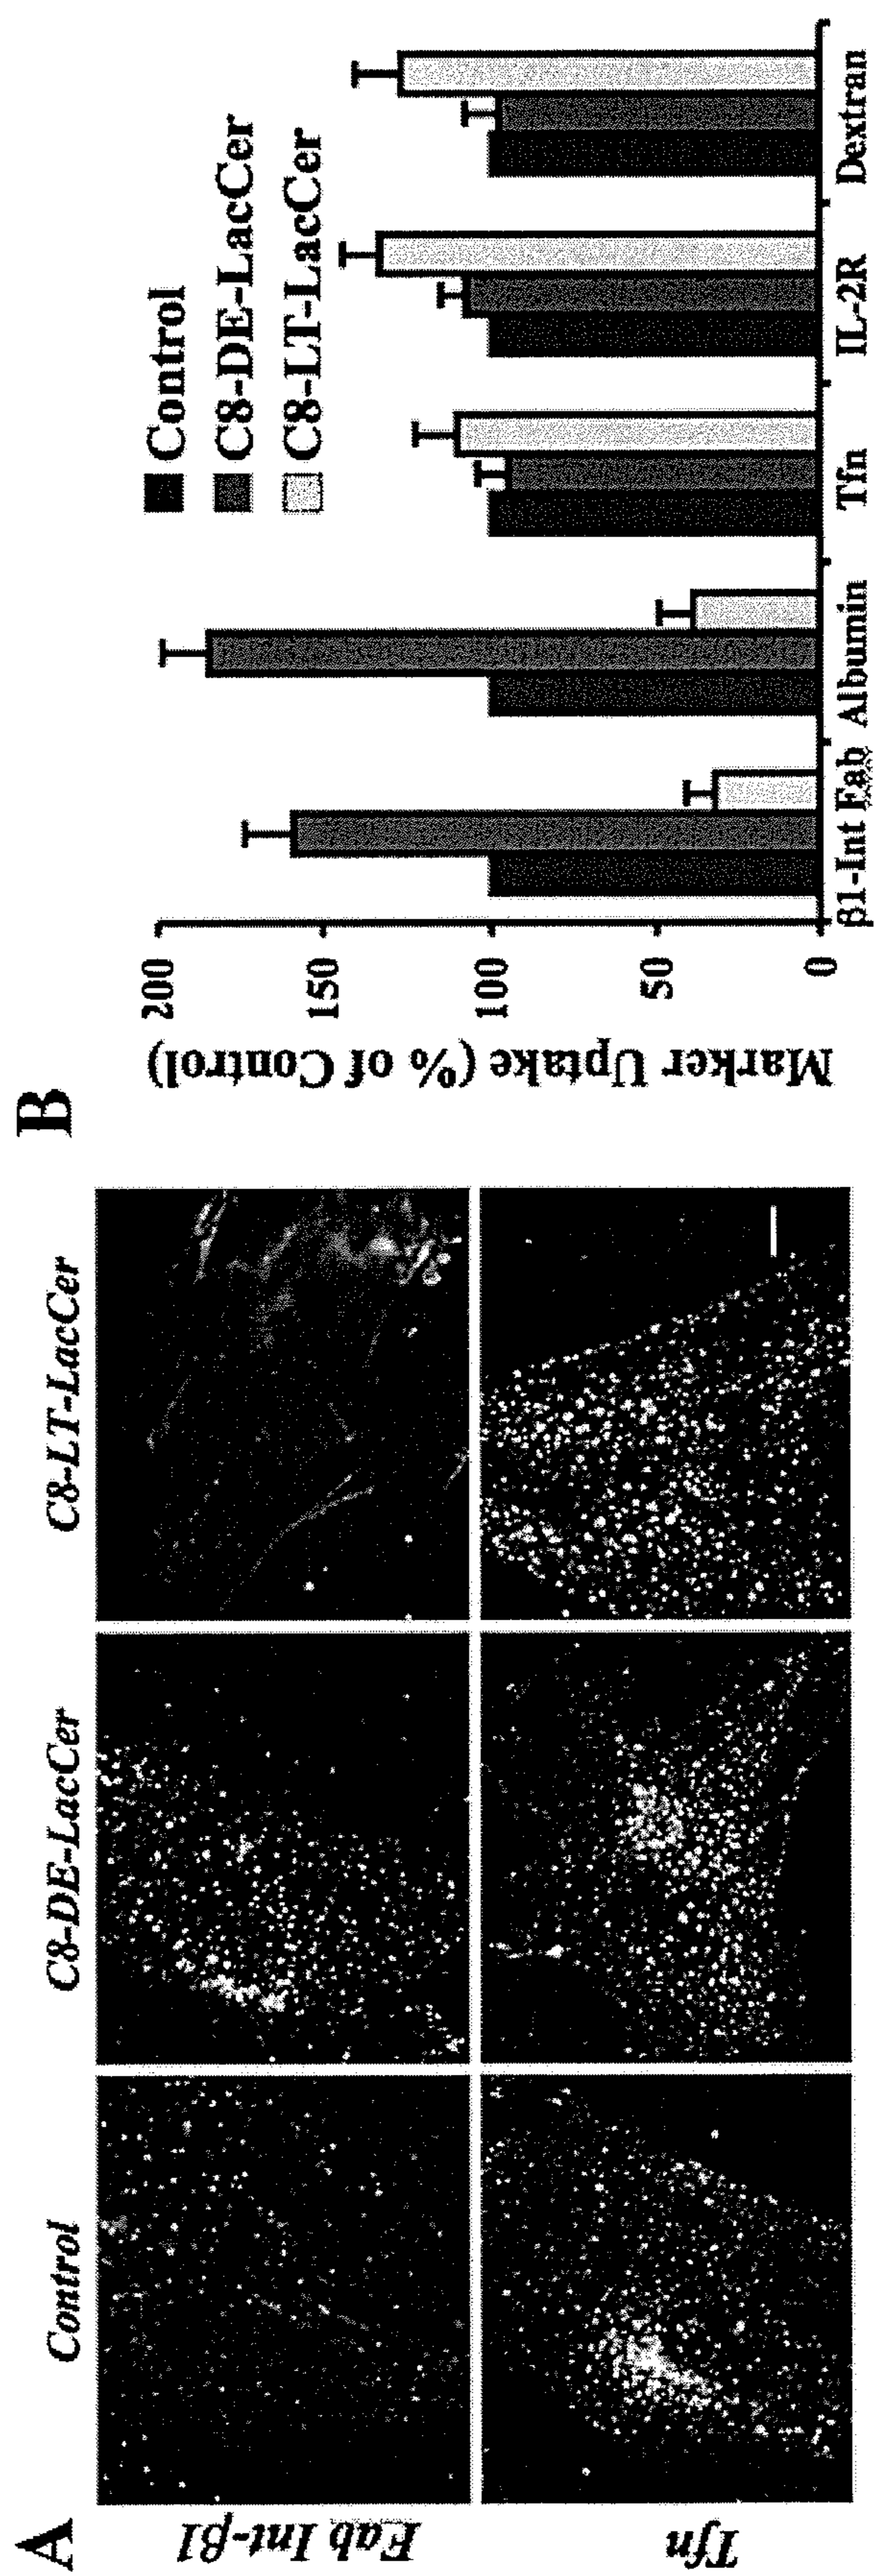 A
Control
C8-DE-LacCer
C8-LT-LacCer
Fab Int-β1
Tfn
B
Marker Uptake (% of Control)
200
150
100
50
0
Control
C8-DE-LacCer
C8-LT-LacCer
β1-Int Fab
Albumin
Tfn
IL-2R
Dextran